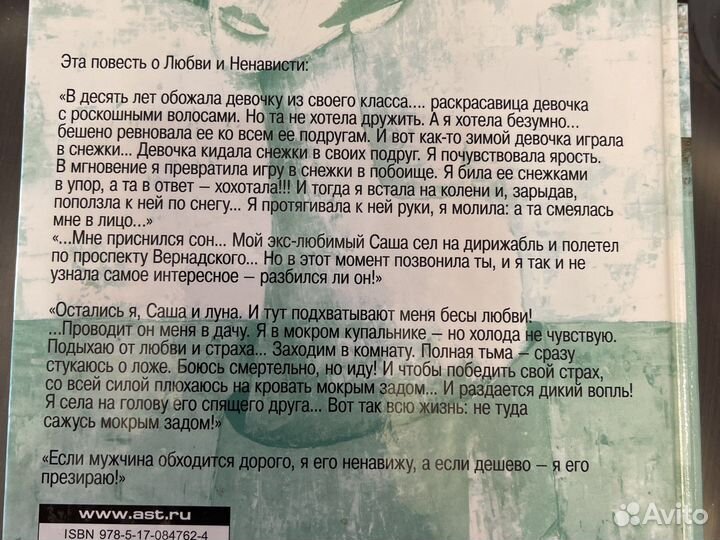 Эта повесть о Любви и Ненависти:
«В десять лет обожала девочку из своего класса.... раскрасавица девочка
с роскошными волосами. Но та не хотела дружить. А я хотела безумно...
бешено ревновала ее ко всем ее подругам. И вот как-то зимой девочка играла
в снежки... Девочка кидала снежки в своих подруг. Я почувствовала ярость.
В мгновение я превратила игру в снежки в побоище. Я била ее снежками
в упор, а та в ответ – хохотала!!! И тогда я встала на колени и, зарыдав,
поползла к ней по снегу... Я протягивала к ней руки, я молила: а та смеялась
мне в лицо...»
«...Мне приснился сон... Мой экс-любимый Саша сел на дирижабль и полетел
по проспекту Вернадского... Но в этот момент позвонила ты, и я так и не
узнала самое интересное – разбился ли он!»
«Остались я, Саша и луна. И тут подхватывают меня бесы любви!
...Проводит он меня в дачу. Я в мокром купальнике – но холода не чувствую.
Подыхаю от любви и страха... Заходим в комнату. Полная тьма – сразу
стукаюсь о ложе. Боюсь смертельно, но иду! И чтобы победить свой страх,
со всей силой плюхаюсь на кровать мокрым задом... И раздается дикий вопль!
Я села на голову его спящего друга... Вот так всю жизнь: не туда
сажусь мокрым задом!»
«Если мужчина обходится дорого, я его ненавижу, а если дешево – я его
презираю!»
www.ast.ru
ISBN 978-5-17-084762-4
Avito